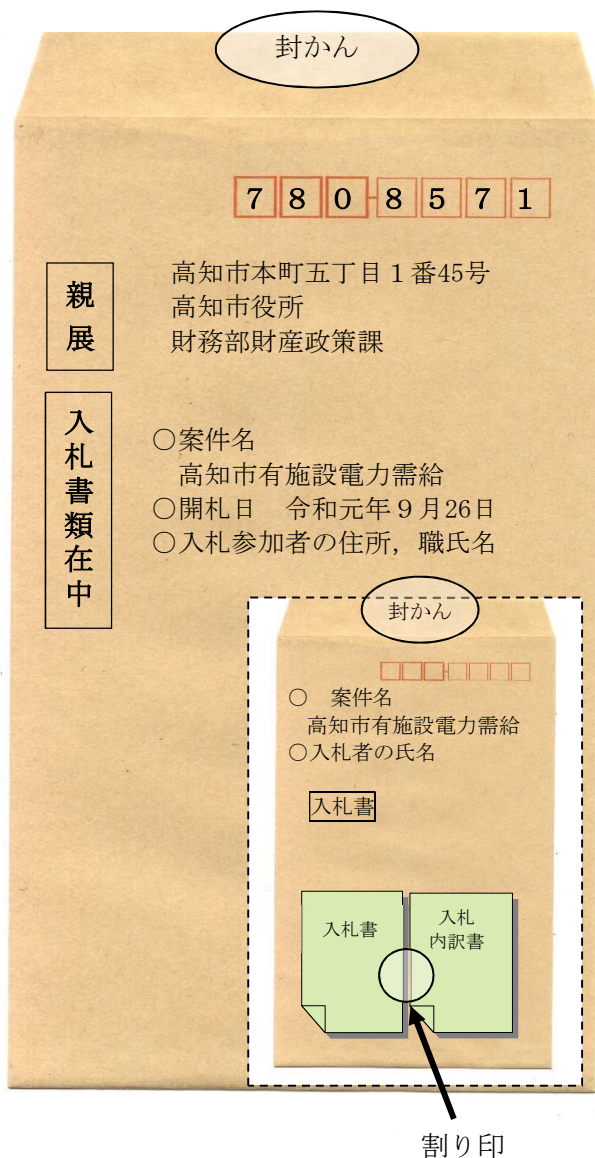 封かん
780-8571
高知市本町五丁目1番45号
高知市役所
財務部財産政策課
親展
入札書類在中
○案件名
高知市有施設電力需給
○開札日　令和元年9月26日
○入札参加者の住所，職氏名
封かん
○　案件名
高知市有施設電力需給
○入札者の氏名
入札書
入札書
入札
内訳書
割り印